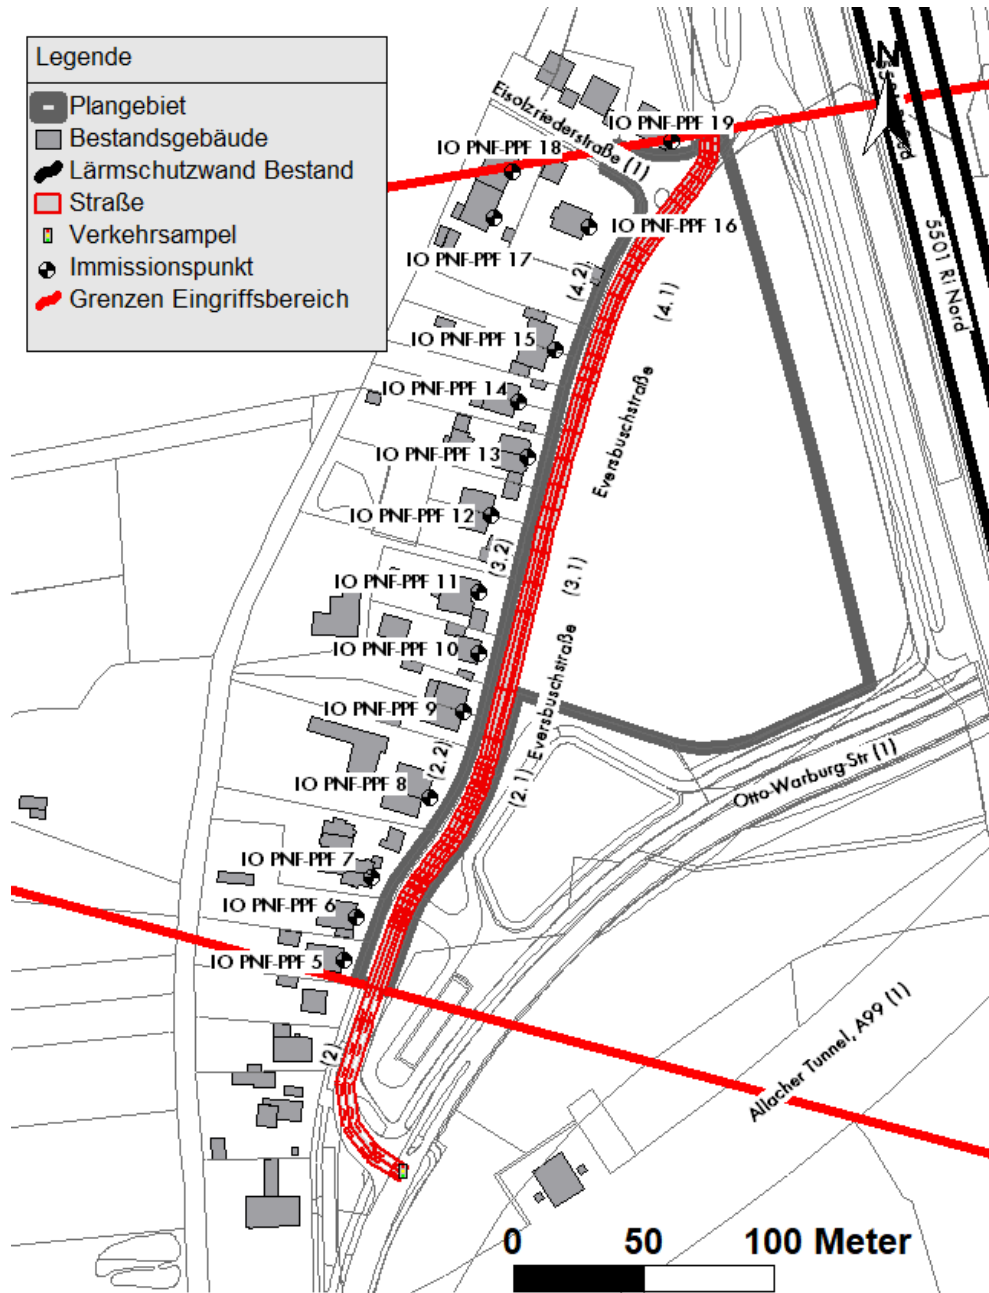 Legende
Plangebiet
Bestandsgebäude
Lärmschutzwand Bestand
Straße
Verkehrsampel
Immissionspunkt
Grenzen Eingriffsbereich
N
Eisolzriederstraße (1)
IO PNF-PPF 19
IO PNF-PPF 18
IO PNF-PPF 16
IO PNF-PPF 17
5501 Ri Nord
(4.2)
(4.1)
IO PNF-PPF 15
IO PNF-PPF 14
Eversbuschstraße
IO PNF-PPF 13
IO PNF-PPF 12
(3.2)
(3.1)
IO PNF-PPF 11
IO PNF-PPF 10
Eversbuschstraße
IO PNF-PPF 9
(2.2)
(2.1)
Otto-Warburg-Str (1)
IO PNF-PPF 8
IO PNF-PPF 7
IO PNF-PPF 6
IO PNF-PPF 5
(2)
Allacher Tunnel, A99 (1)
0 50 100 Meter